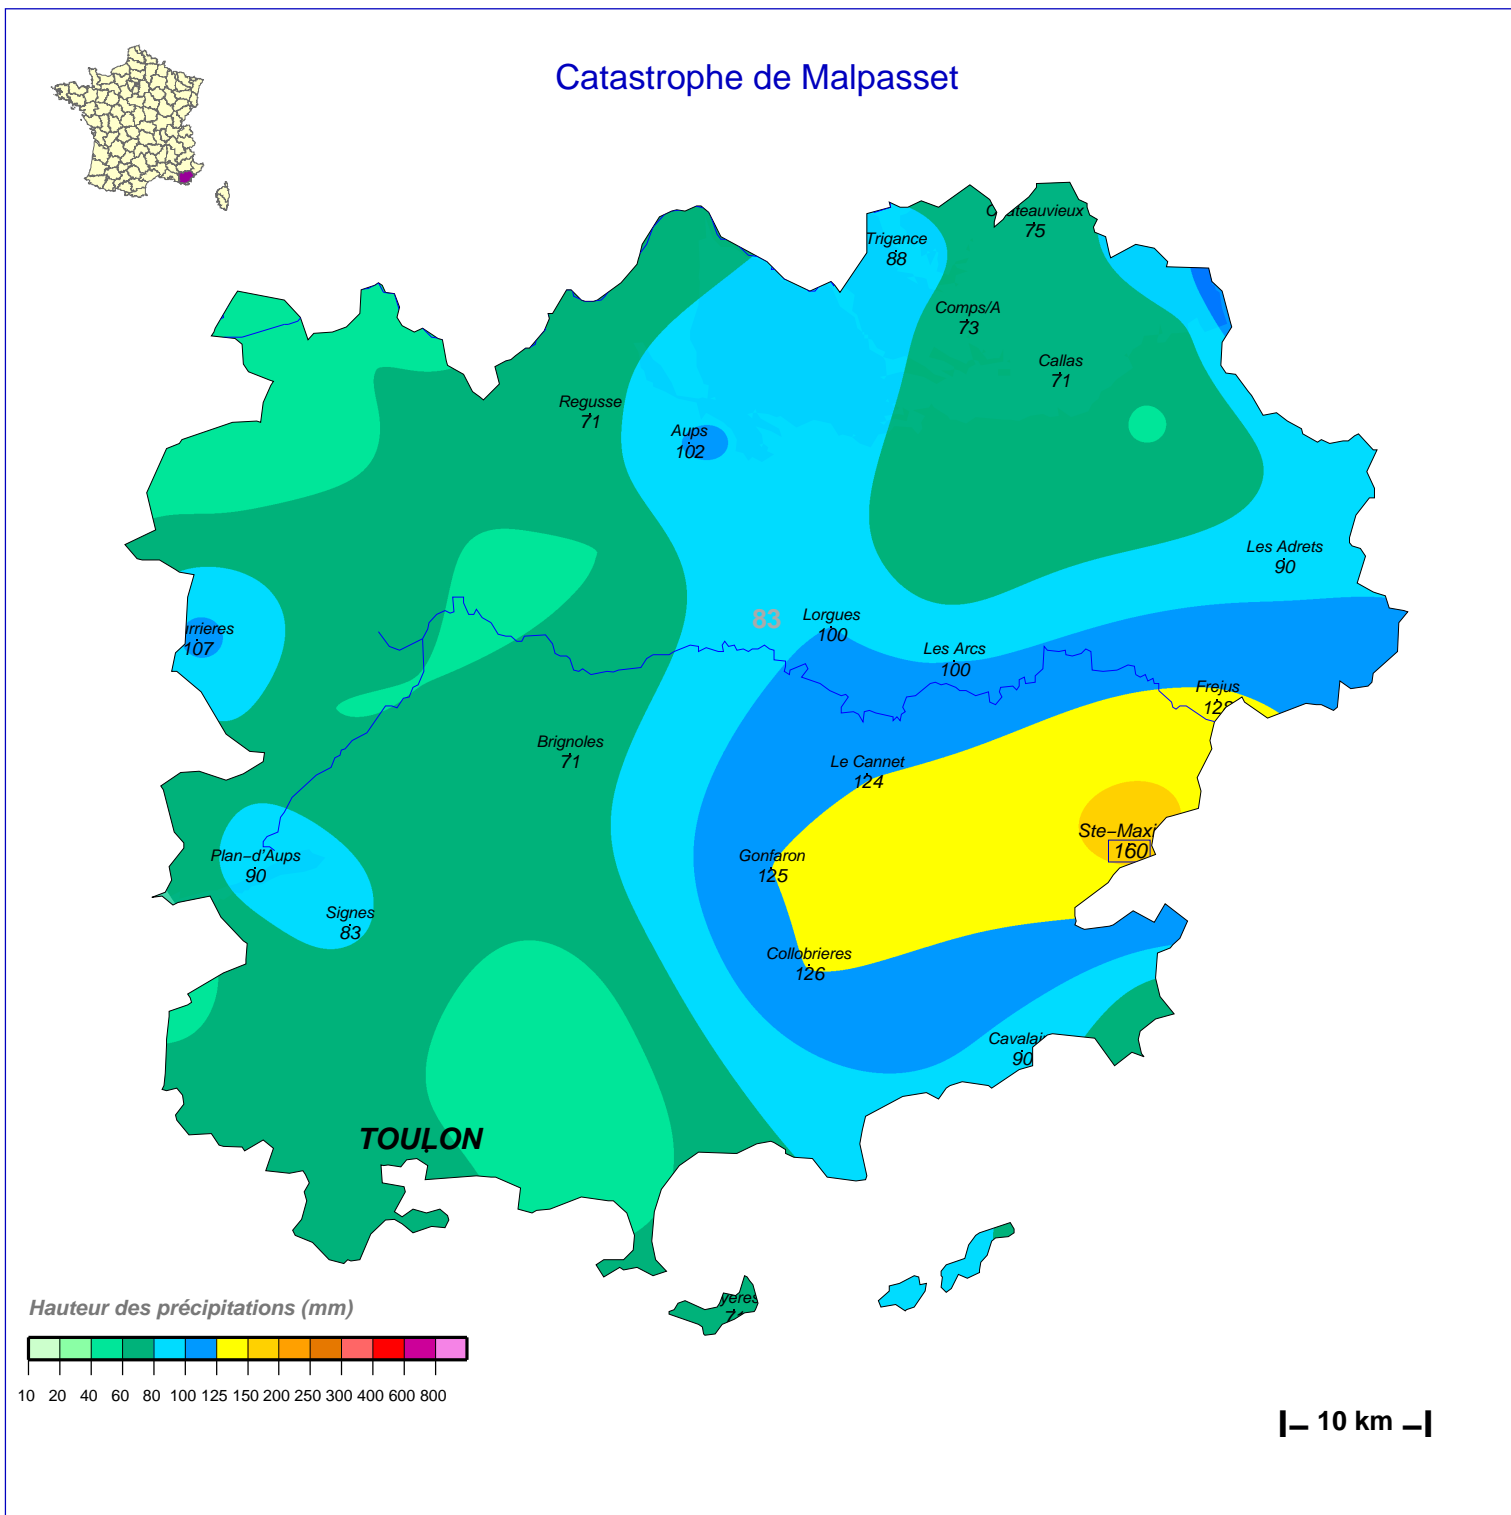 Catastrophe de Malpasset
Trigance
88
75
Comps/A
73
Callas
71
Regusse
71
Aups
102
Les Adrets
90
107
83
Lorgues
100
Les Arcs
100
Frejus
Brignoles
71
Le Cannet
124
Ste–Maxi
160
Plan–d'Aups
90
Gonfaron
125
Signes
83
Collobrieres
126
Cavalai
90
TOULON
Hauteur des précipitations (mm)
10 20 40 60 80 100 125 150 200 250 300 400 600 800
10 km